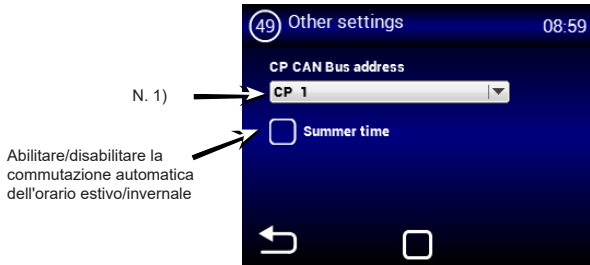 49 Other settings 08:59
CP CAN Bus address
N. 1)
CP 1
Summer time
Abilitare/disabilitare la
commutazione automatica
dell'orario estivo/invernale